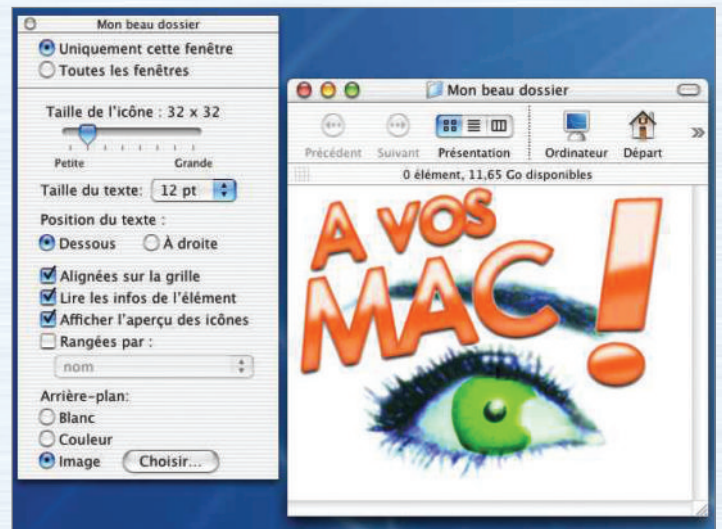 Mon beau dossier
Uniquement cette fenêtre
Toutes les fenêtres
Taille de l'icône : 32 x 32
Petite Grande
Taille du texte: 12 pt
Position du texte :
Dessous À droite
Alignées sur la grille
Lire les infos de l'élément
Afficher l'aperçu des icônes
Rangées par :
nom
Arrière-plan:
Blanc
Couleur
Image Choisir...
Mon beau dossier
Précédent Suivant Présentation Ordinateur Départ »
0 élément, 11,65 Go disponibles
A VOS
MAC !